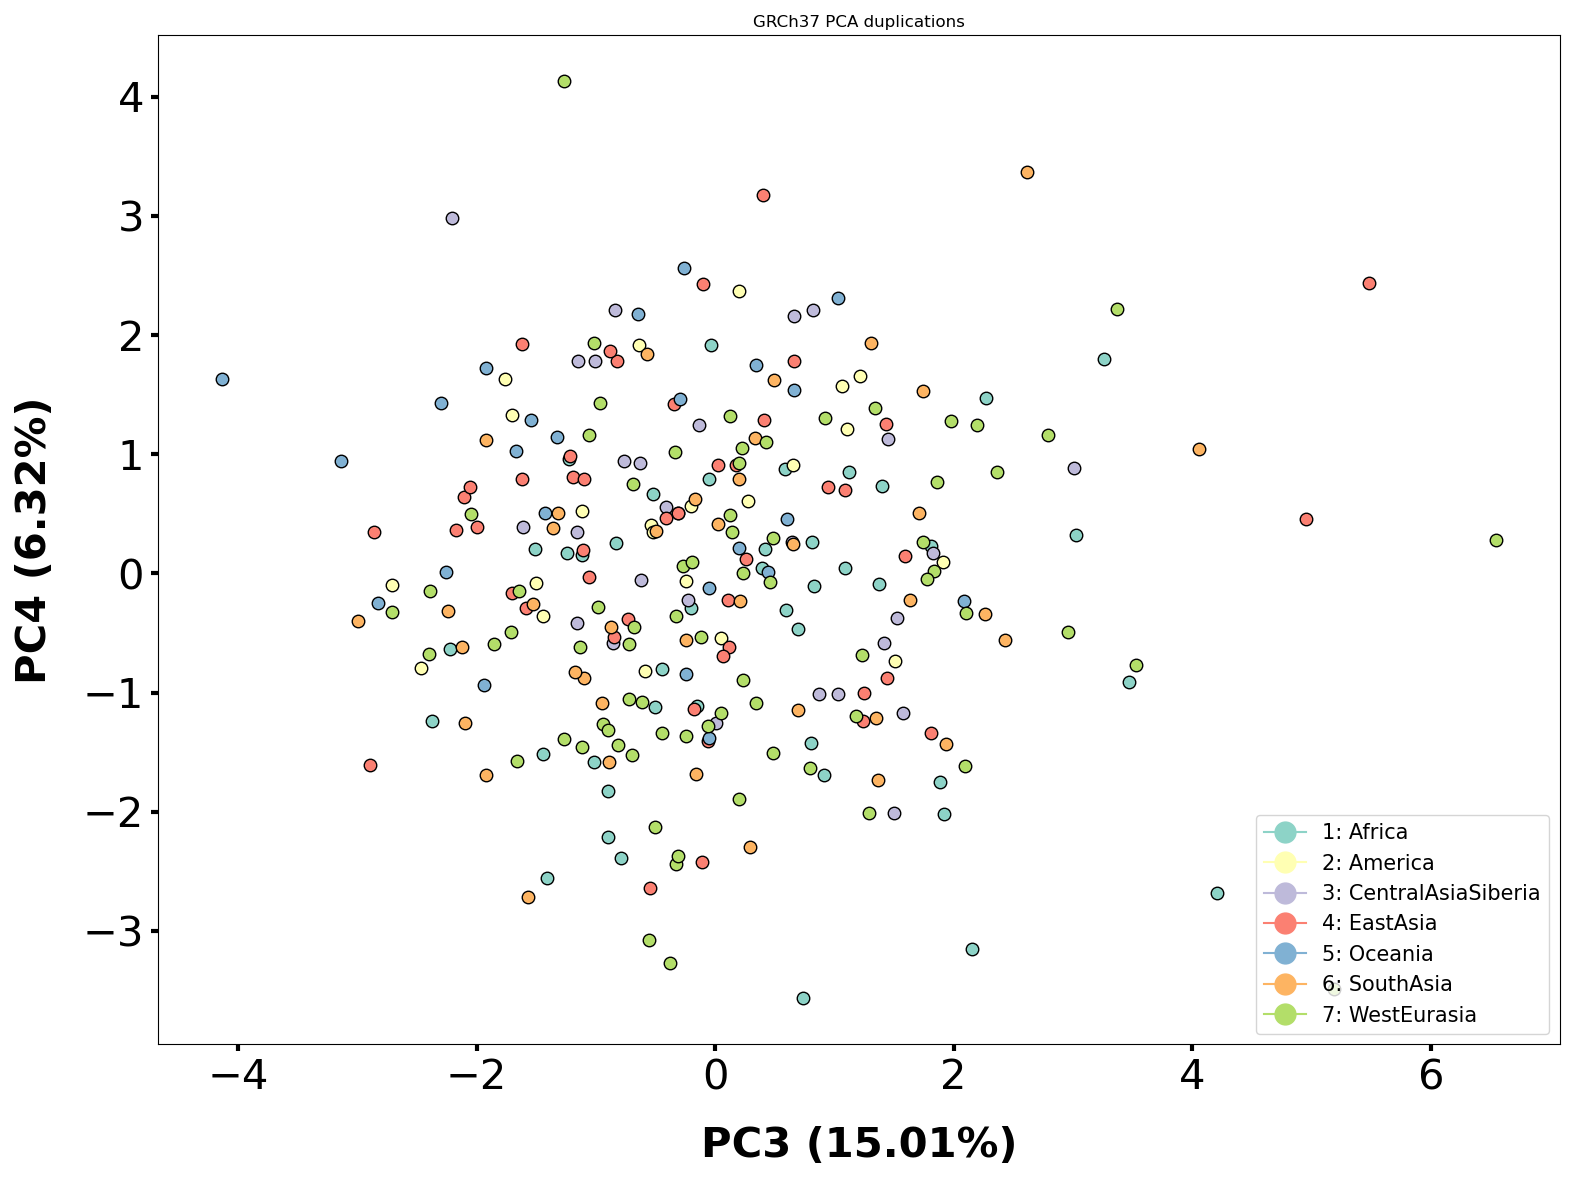 GRCh37 PCA duplications
4
3
2
1
0
−1
−2
−3
PC4 (6.32%)
1: Africa
2: America
3: CentralAsiaSiberia
4: EastAsia
5: Oceania
6: SouthAsia
7: WestEurasia
−4 −2 0 2 4 6
PC3 (15.01%)